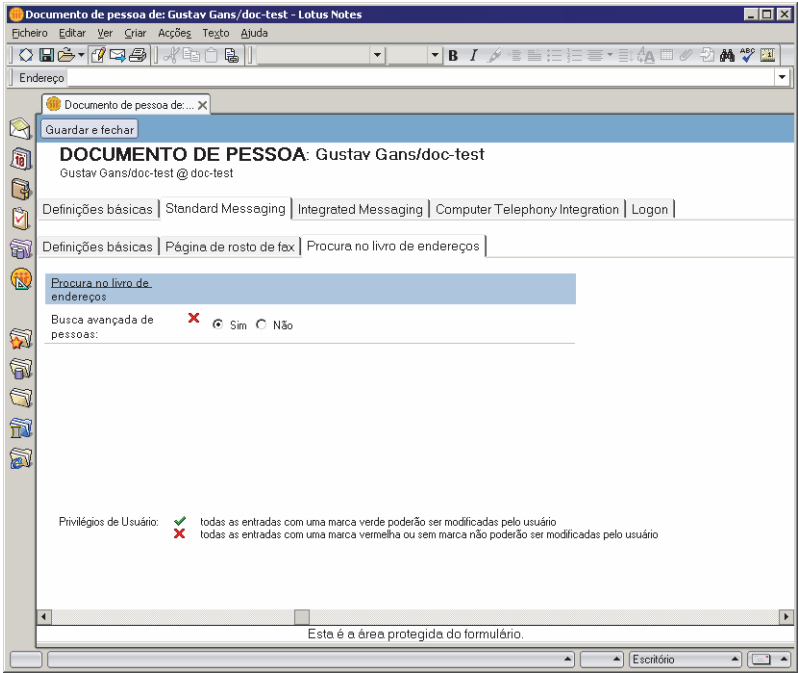 Documento de pessoa de: Gustav Gans/doc-test - Lotus Notes
Ficheiro Editar Ver Criar Acções Texto Ajuda
B I
Endereço
Documento de pessoa de:...
Guardar e fechar
DOCUMENTO DE PESSOA: Gustav Gans/doc-test
Gustav Gans/doc-test @ doc-test
Definições básicas Standard Messaging Integrated Messaging Computer Telephony Integration Logon
Definições básicas Página de rosto de fax Procura no livro de endereços
Procura no livro de
endereços
Busca avançada de Sim Não
pessoas:
Privilégios de Usuário: todas as entradas com uma marca verde poderão ser modificadas pelo usuário
todas as entradas com uma marca vermelha ou sem marca não poderão ser modificadas pelo usuário
Esta é a área protegida do formulário.
Escritório